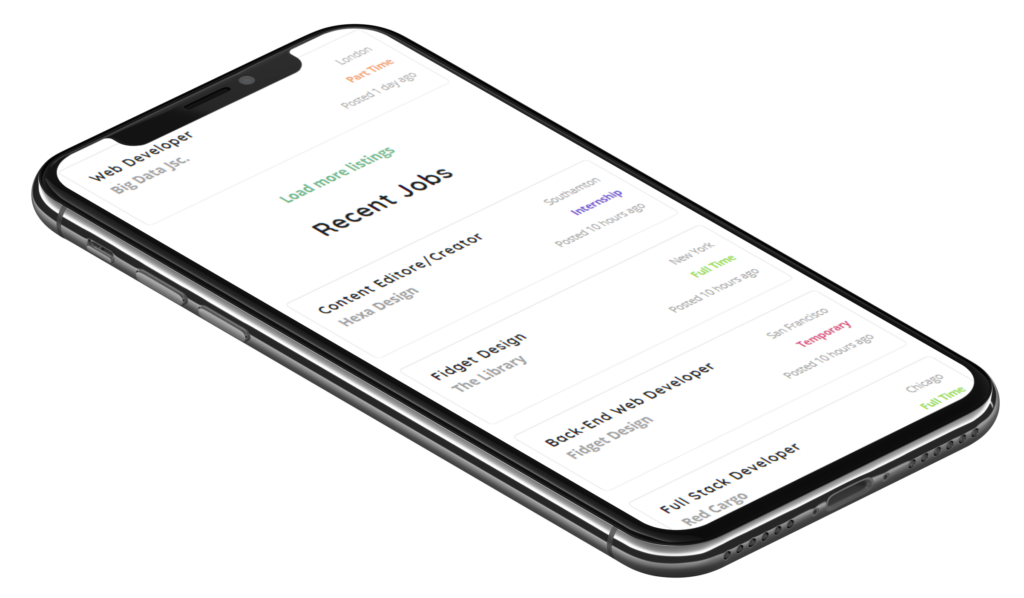 Web Developer
Big Data Jsc.
London
Part Time
Posted 1 day ago
Load more listings
Recent Jobs
Content Editore/Creator
Hexa Design
Southamton
Internship
Posted 10 hours ago
Fidget Design
The Library
New York
Full Time
Posted 10 hours ago
Back-End Web Developer
Fidget Design
San Francisco
Temporary
Posted 10 hours ago
Full Stack Developer
Red Cargo
Chicago
Full Time